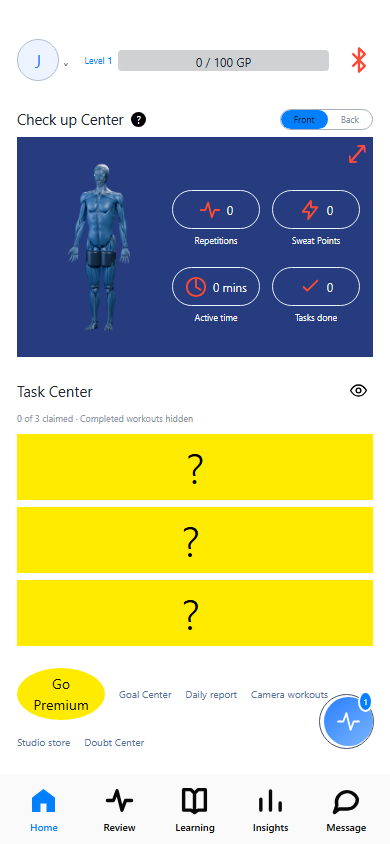 J
Level 1
0 / 100 GP
Check up Center ?
Front Back
0 0
Repetitions Sweat Points
0 mins 0
Active time Tasks done
Task Center
0 of 3 claimed · Completed workouts hidden
?
?
?
Go
Premium
Goal Center Daily report Camera workouts
1
Studio store Doubt Center
Home Review Learning Insights Message